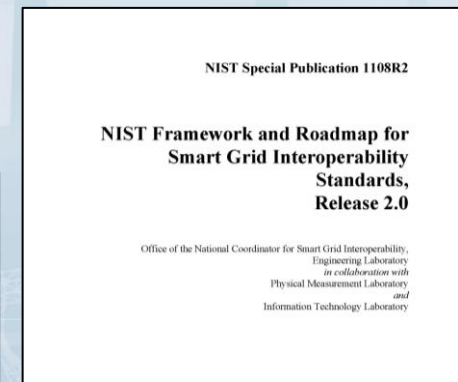 NIST Special Publication 1108R2
NIST Framework and Roadmap for
Smart Grid Interoperability
Standards,
Release 2.0
Office of the National Coordinator for Smart Grid Interoperability,
Engineering Laboratory
in collaboration with
Physical Measurement Laboratory
and
Information Technology Laboratory